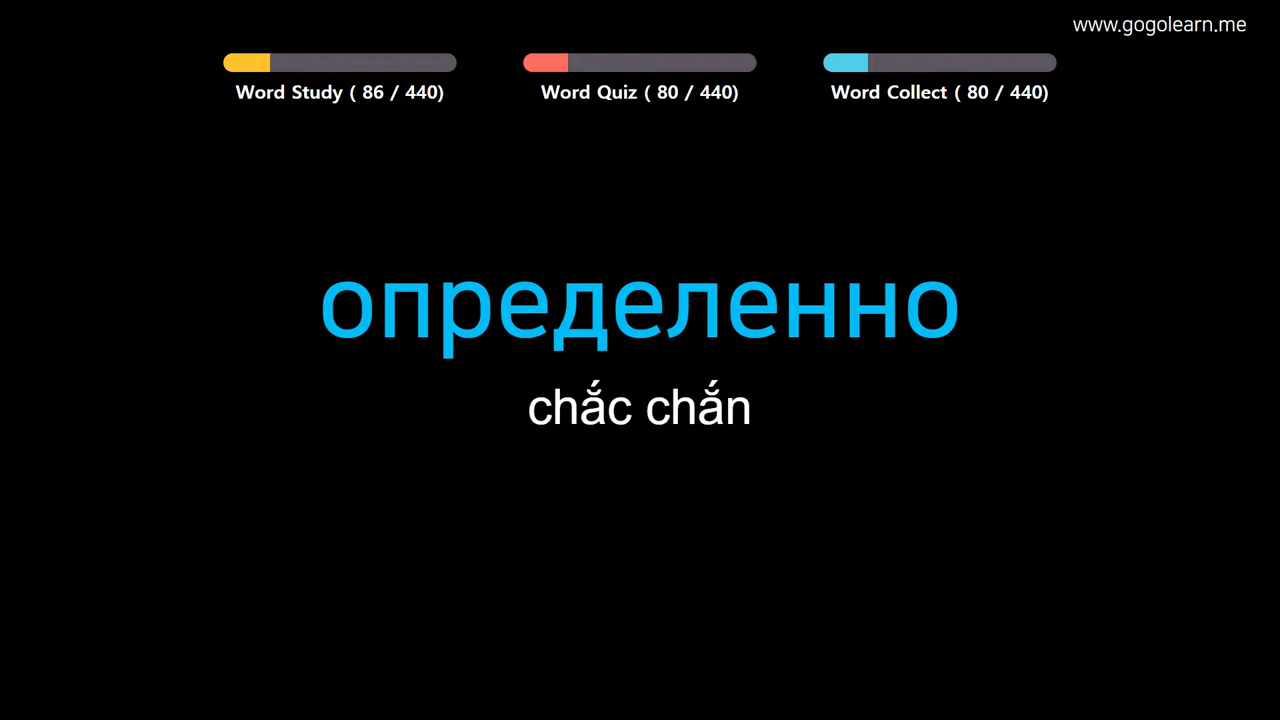 www.gogolearn.me
Word Study ( 86 / 440)
Word Quiz ( 80 / 440)
Word Collect ( 80 / 440)
определенно
chắc chắn